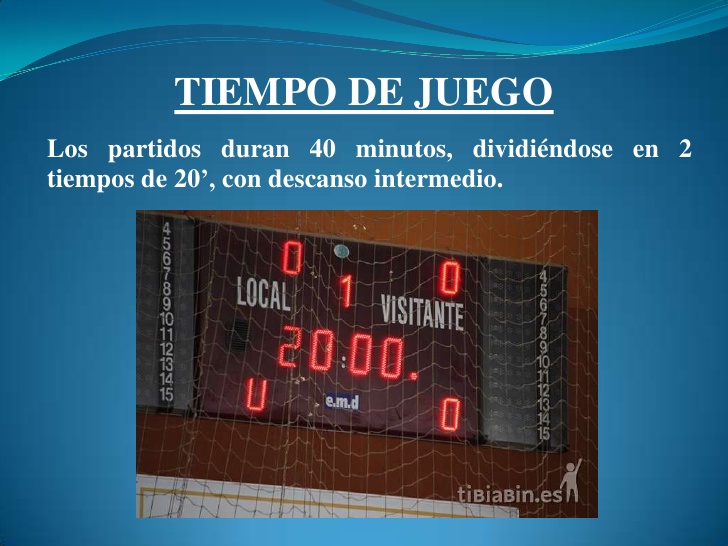 TIEMPO DE JUEGO
Los partidos duran 40 minutos, dividiéndose en 2
tiempos de 20’, con descanso intermedio.
0 1 0
LOCAL VISITANTE
20:00.
0 e.m.d 0
4 4
5 5
6 6
7 7
8 8
9 9
10 10
11 11
12 12
13 13
14 14
15 15
tiBiaBin.es